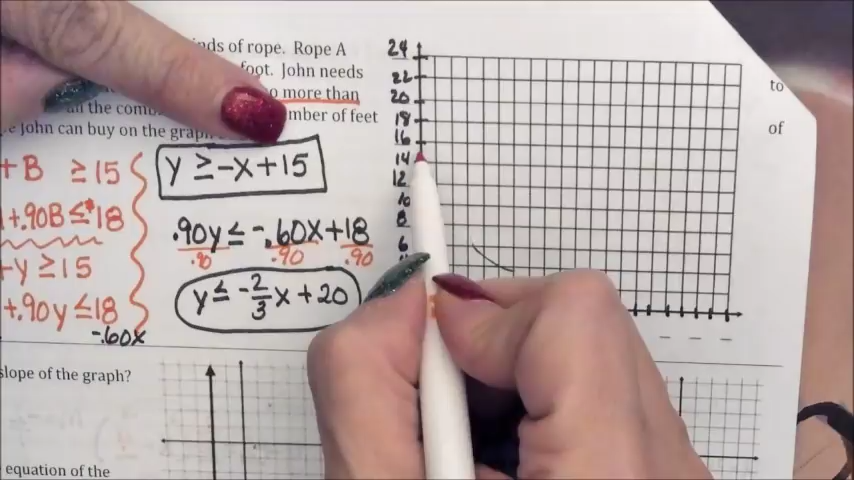 nds of rope. Rope A
foot. John needs
o more than
all the com
mber of feet
e John can buy on the graph
+ B ≥ 15
y ≥ -x + 15
+.90B ≤ $18
.90y ≤ -.60x + 18
.90 .90 .90
+y ≥ 15
+.90y ≤ 18
-.60x
y ≤ -2/3x + 20
24
22
20
18
16
14
12
10
8
6
to
of
slope of the graph?
equation of the